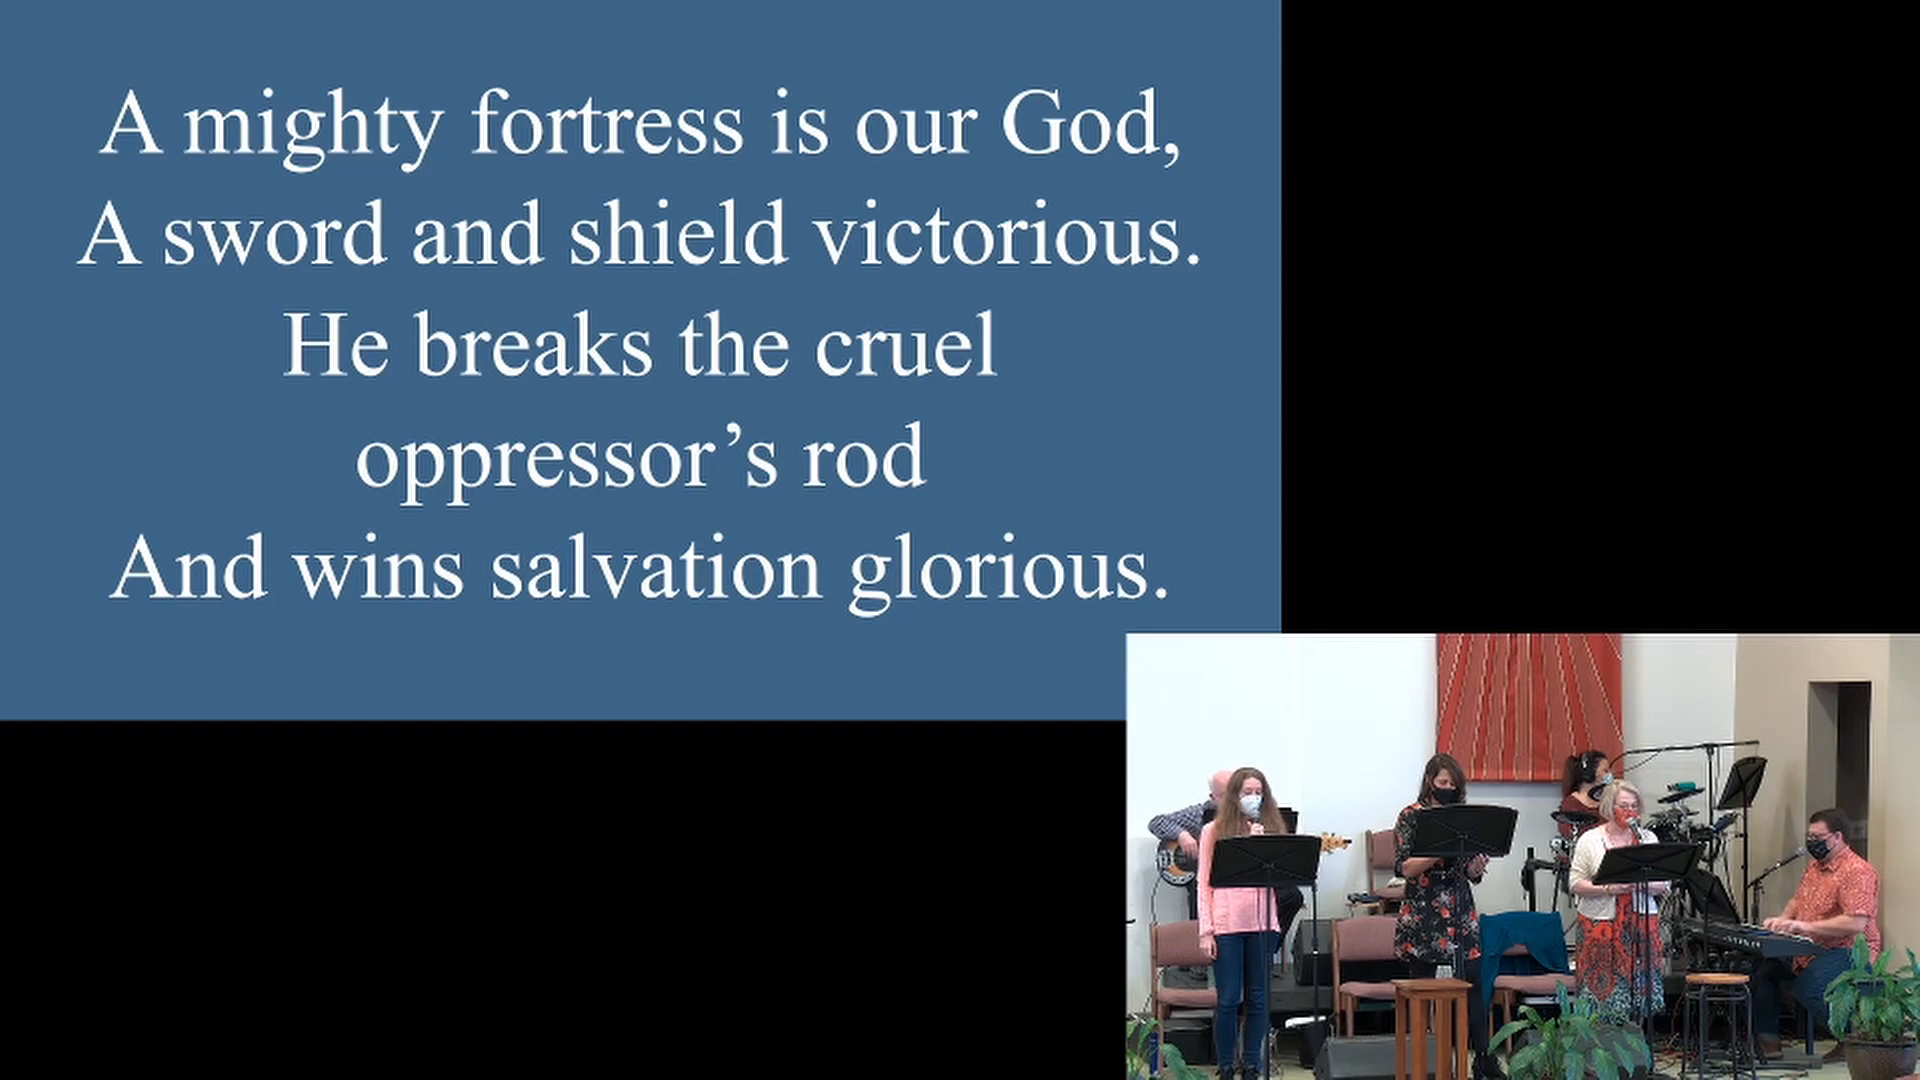 A mighty fortress is our God,
A sword and shield victorious.
He breaks the cruel
oppressor’s rod
And wins salvation glorious.